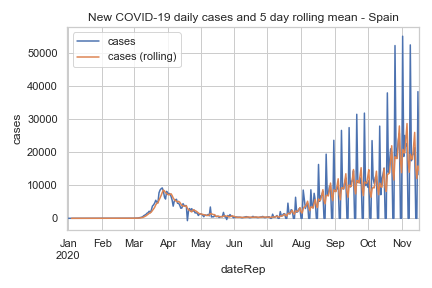 New COVID-19 daily cases and 5 day rolling mean - Spain
cases
cases (rolling)
50000
40000
30000
20000
10000
0
cases
Jan Feb Mar Apr May Jun Jul Aug Sep Oct Nov
2020
dateRep